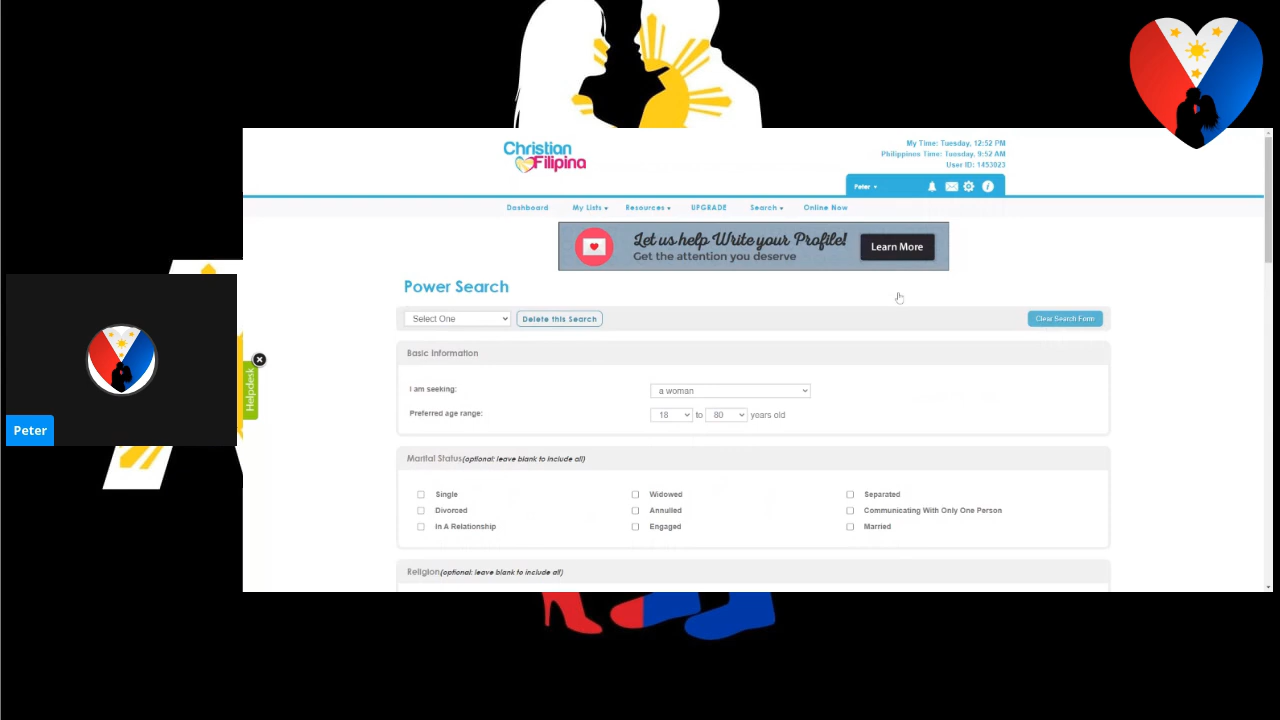 Christian
Filipina
My Time: Tuesday, 12:52 PM
Philippines Time: Tuesday, 9:52 AM
User ID: 1453023
Peter
Dashboard My Lists Resources UPGRADE Search Online Now
Let us help Write your Profile!
Get the attention you deserve
Learn More
Power Search
Select One Delete this Search Clear Search Form
Basic Information
I am seeking: a woman
Preferred age range: 18 to 80 years old
Marital Status(optional: leave blank to include all)
Single Widowed Separated
Divorced Annulled Communicating With Only One Person
In A Relationship Engaged Married
Religion(optional: leave blank to include all)
Helpdesk
Peter